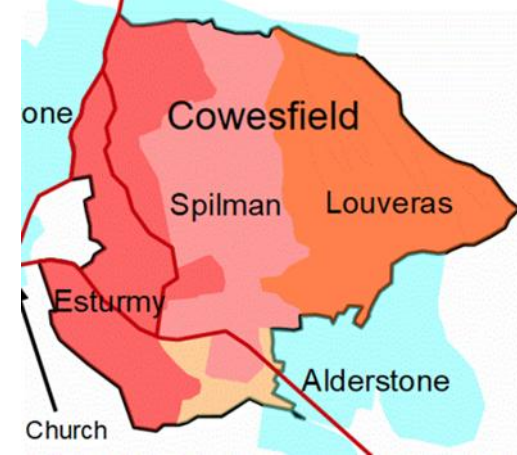 one
Cowesfield
Spilman
Louveras
Esturmy
Alderstone
Church